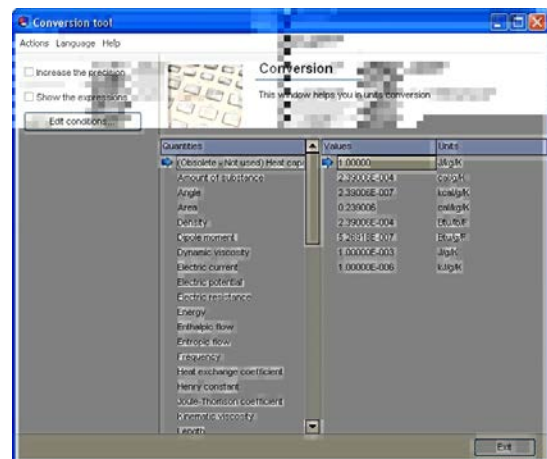 Conversion tool
Actions Language Help
Increase the precision
Show the expressions
Edit conditions...
Conversion
This window helps you in units conversion
Quantities
(Obsolete - Not used) Heat capa
Amount of substance
Angle
Area
Density
Dipole moment
Dynamic viscosity
Electric current
Electric potential
Electric resistance
Energy
Enthalpic flow
Entropic flow
Frequency
Heat exchange coefficient
Henry constant
Joule-Thomson coefficient
Kinematic viscosity
Length
Values Units
1.00000 J/kg/K
2.39006E-004 cal/g/K
2.39006E-007 kcal/g/K
0.239006 cal/kg/K
2.39006E-004 Btu/lb/F
5.26918E-007 Btu/g/F
1.00000E-003 J/g/K
1.00000E-006 kJ/g/K
Exit